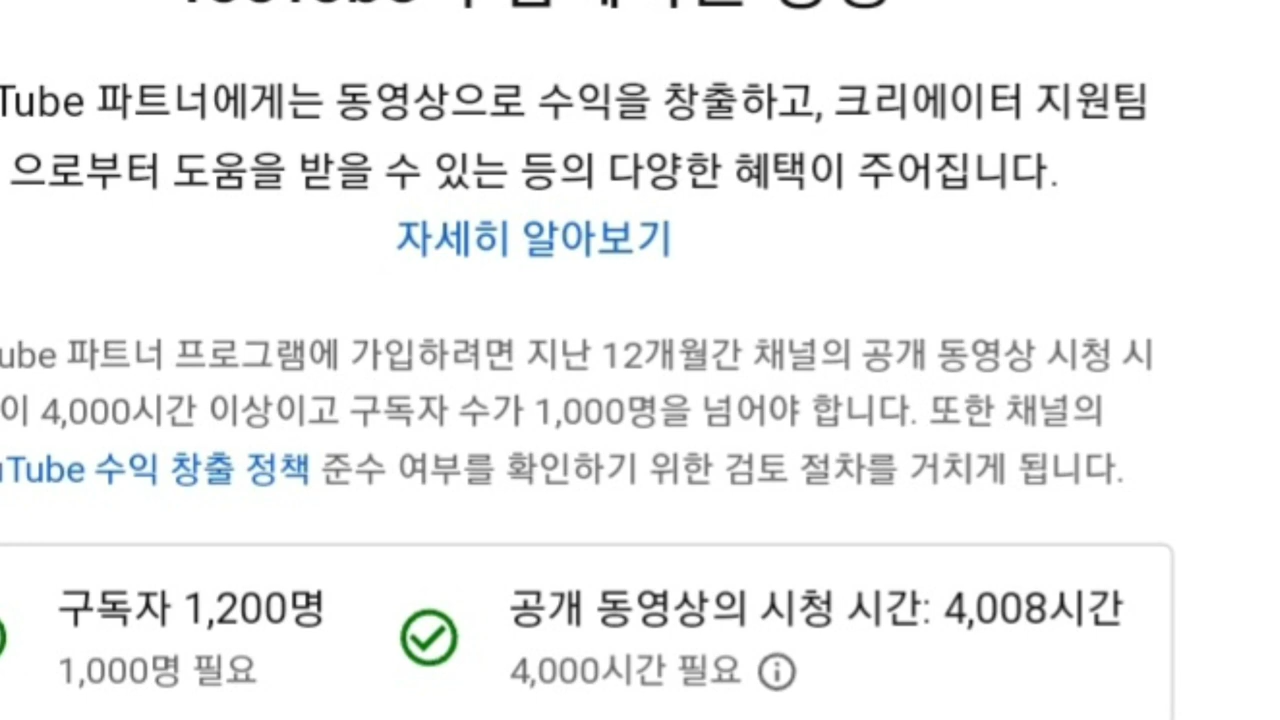 Tube 파트너에게는 동영상으로 수익을 창출하고, 크리에이터 지원팀
으로부터 도움을 받을 수 있는 등의 다양한 혜택이 주어집니다.
자세히 알아보기
ube 파트너 프로그램에 가입하려면 지난 12개월간 채널의 공개 동영상 시청 시
이 4,000시간 이상이고 구독자 수가 1,000명을 넘어야 합니다. 또한 채널의
uTube 수익 창출 정책 준수 여부를 확인하기 위한 검토 절차를 거치게 됩니다.
구독자 1,200명
1,000명 필요
공개 동영상의 시청 시간: 4,008시간
4,000시간 필요